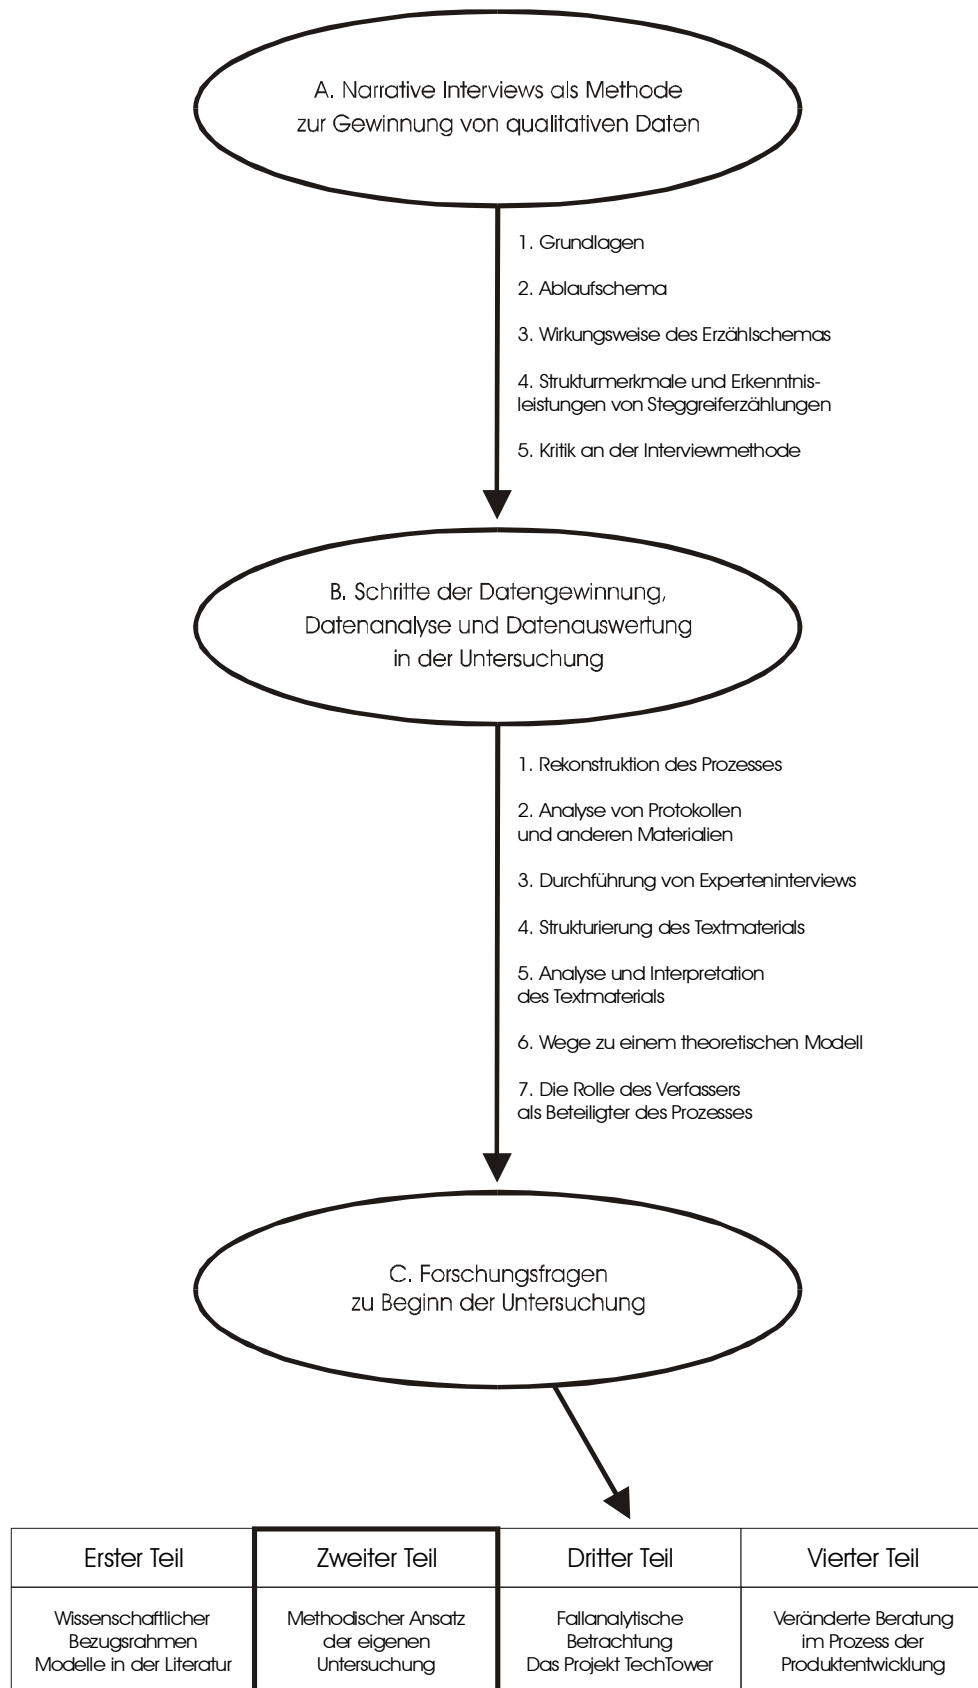 A. Narrative Interviews als Methode
zur Gewinnung von qualitativen Daten
1. Grundlagen
2. Ablaufschema
3. Wirkungsweise des Erzählschemas
4. Strukturmerkmale und Erkenntnis-
leistungen von Steggreiferzählungen
5. Kritik an der Interviewmethode
B. Schritte der Datengewinnung,
Datenanalyse und Datenauswertung
in der Untersuchung
1. Rekonstruktion des Prozesses
2. Analyse von Protokollen
und anderen Materialien
3. Durchführung von Experteninterviews
4. Strukturierung des Textmaterials
5. Analyse und Interpretation
des Textmaterials
6. Wege zu einem theoretischen Modell
7. Die Rolle des Verfassers
als Beteiligter des Prozesses
C. Forschungsfragen
zu Beginn der Untersuchung
Erster Teil
Wissenschaftlicher
Bezugsrahmen
Modelle in der Literatur
Zweiter Teil
Methodischer Ansatz
der eigenen
Untersuchung
Dritter Teil
Fallanalytische
Betrachtung
Das Projekt TechTower
Vierter Teil
Veränderte Beratung
im Prozess der
Produktentwicklung